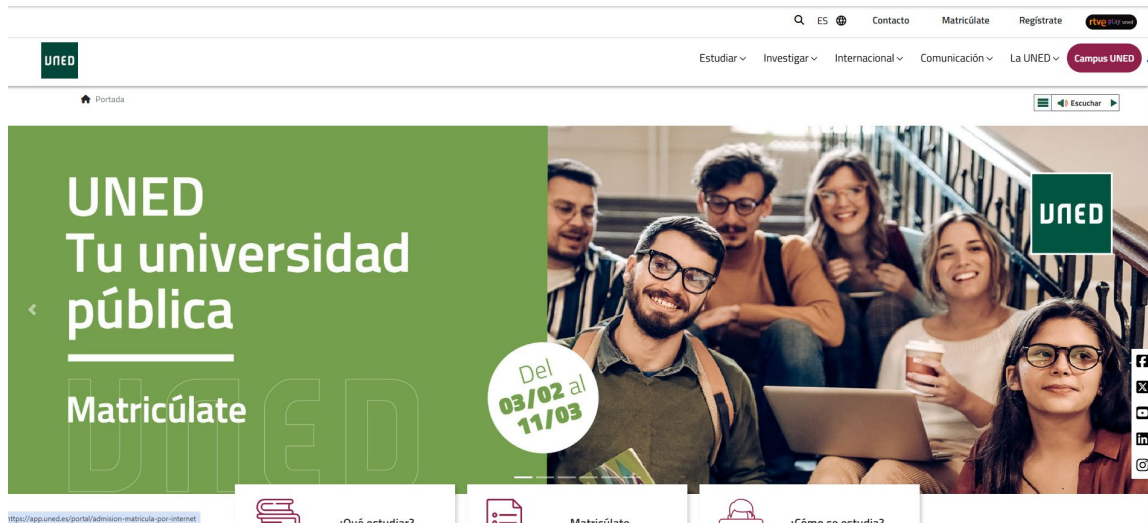 ES
Contacto
Matricúlate
Regístrate
rtve play uned
UNED
Estudiar
Investigar
Internacional
Comunicación
La UNED
Campus UNED
Portada
Escuchar
UNED
Tu universidad
pública
UNED
Matricúlate
Del
03/02 al
11/03
UNED
¿Qué estudiar?
Matricúlate
¿Cómo se estudia?
https://app.uned.es/portal/admision-matricula-por-internet